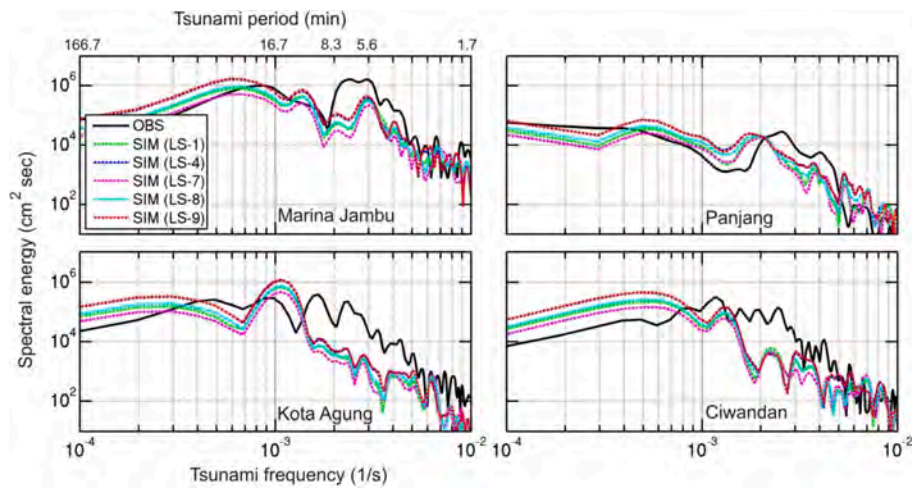 Tsunami period (min)
166.7 16.7 8.3 5.6 1.7
10^6
10^4
10^2
OBS
SIM (LS-1)
SIM (LS-4)
SIM (LS-7)
SIM (LS-8)
SIM (LS-9)
Marina Jambu
Panjang
Spectral energy (cm^2 sec)
10^6
10^4
10^2
Kota Agung
Ciwandan
10^-4 10^-3 10^-2 10^-4 10^-3 10^-2
Tsunami frequency (1/s)